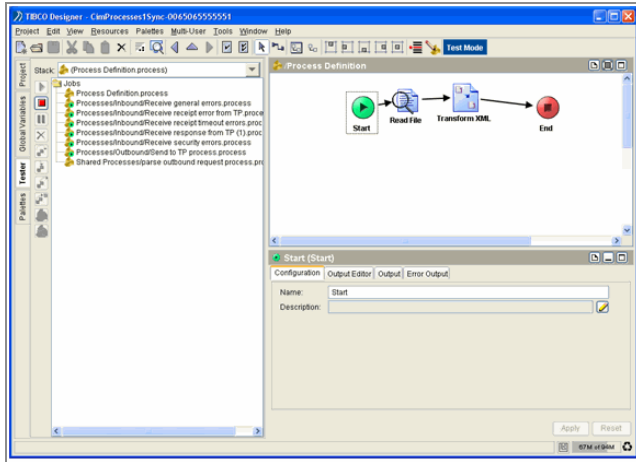 TIBCO Designer - CimProcesses1Sync-0065065555551
Project Edit View Resources Palettes Multi-User Tools Window Help
Test Mode
Project
Global Variables
Tester
Palettes
Stack: (Process Definition.process)
Jobs
Process Definition.process
Processes/Inbound/Receive general errors.process
Processes/Inbound/Receive receipt error from TP.proce
Processes/Inbound/Receive receipt timeout errors.proc
Processes/Inbound/Receive response from TP (1).proc
Processes/Inbound/Receive security errors.process
Processes/Outbound/Send to TP process.process
Shared Processes/parse outbound request process.pr
/Process Definition
Start
Read File
Transform XML
End
Start (Start)
Configuration Output Editor Output Error Output
Name: Start
Description:
Apply Reset
67M of 94M